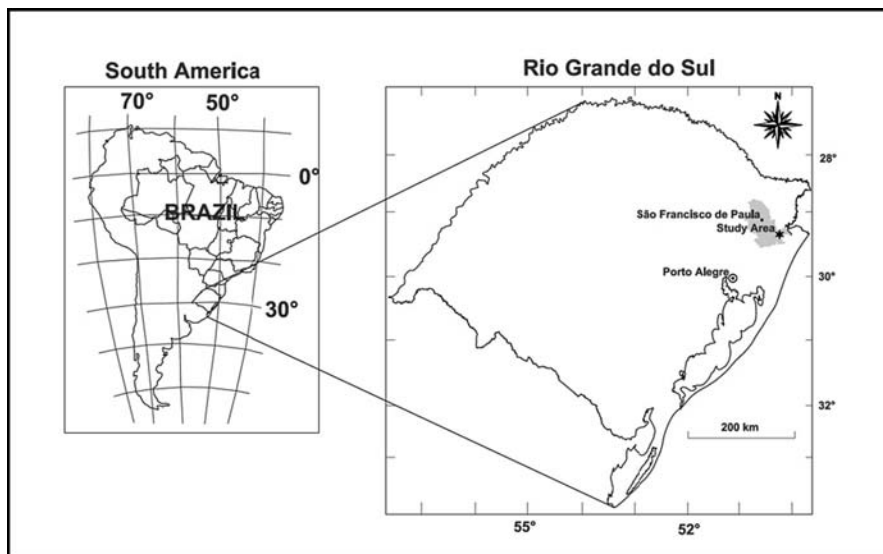 South America
70° 50°
0°
BRAZIL
30°
Rio Grande do Sul
N
28°
São Francisco de Paula
Study Area
Porto Alegre
30°
32°
200 km
55° 52°